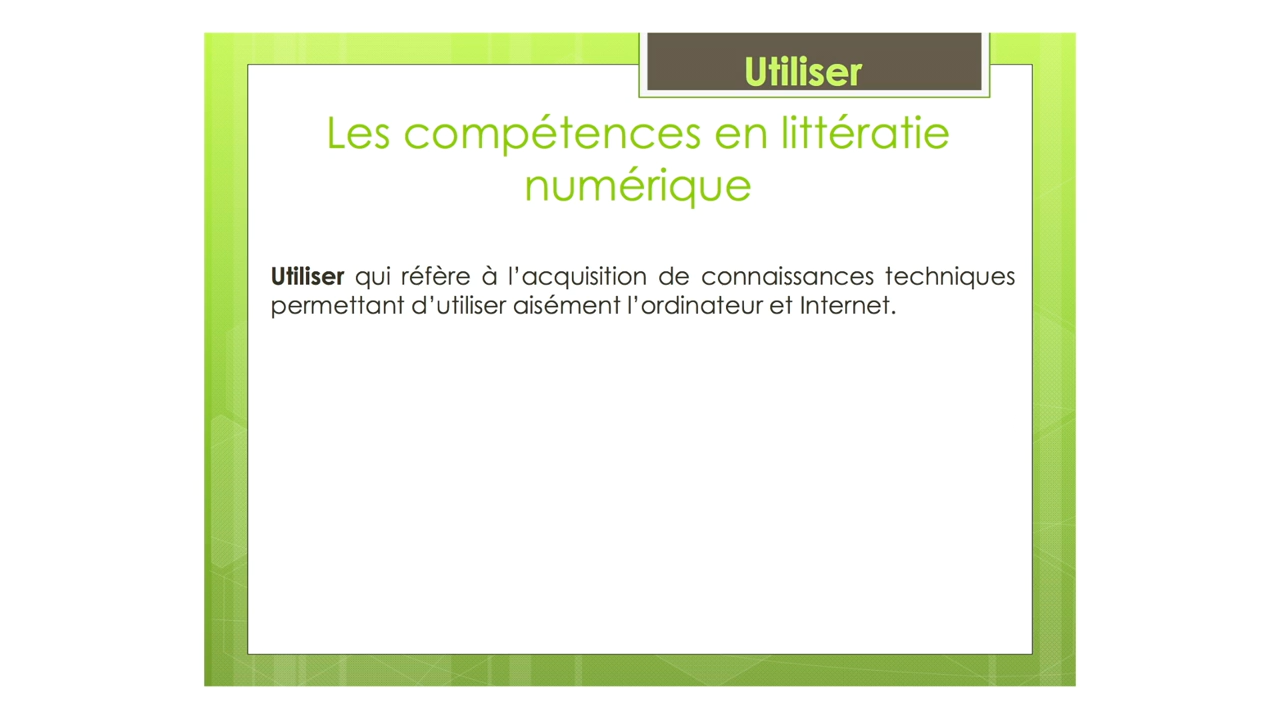 Utiliser
Les compétences en littératie
numérique
Utiliser qui réfère à l’acquisition de connaissances techniques
permettant d’utiliser aisément l’ordinateur et Internet.